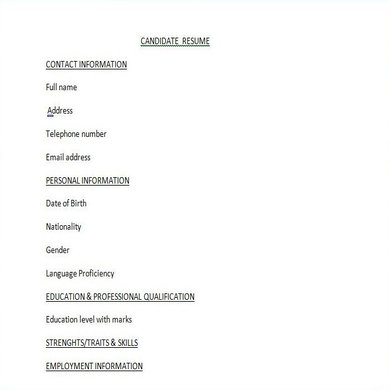 CANDIDATE RESUME
CONTACT INFORMATION
Full name
Address
Telephone number
Email address
PERSONAL INFORMATION
Date of Birth
Nationality
Gender
Language Proficiency
EDUCATION & PROFESSIONAL QUALIFICATION
Education level with marks
STRENGHTS/TRAITS & SKILLS
EMPLOYMENT INFORMATION